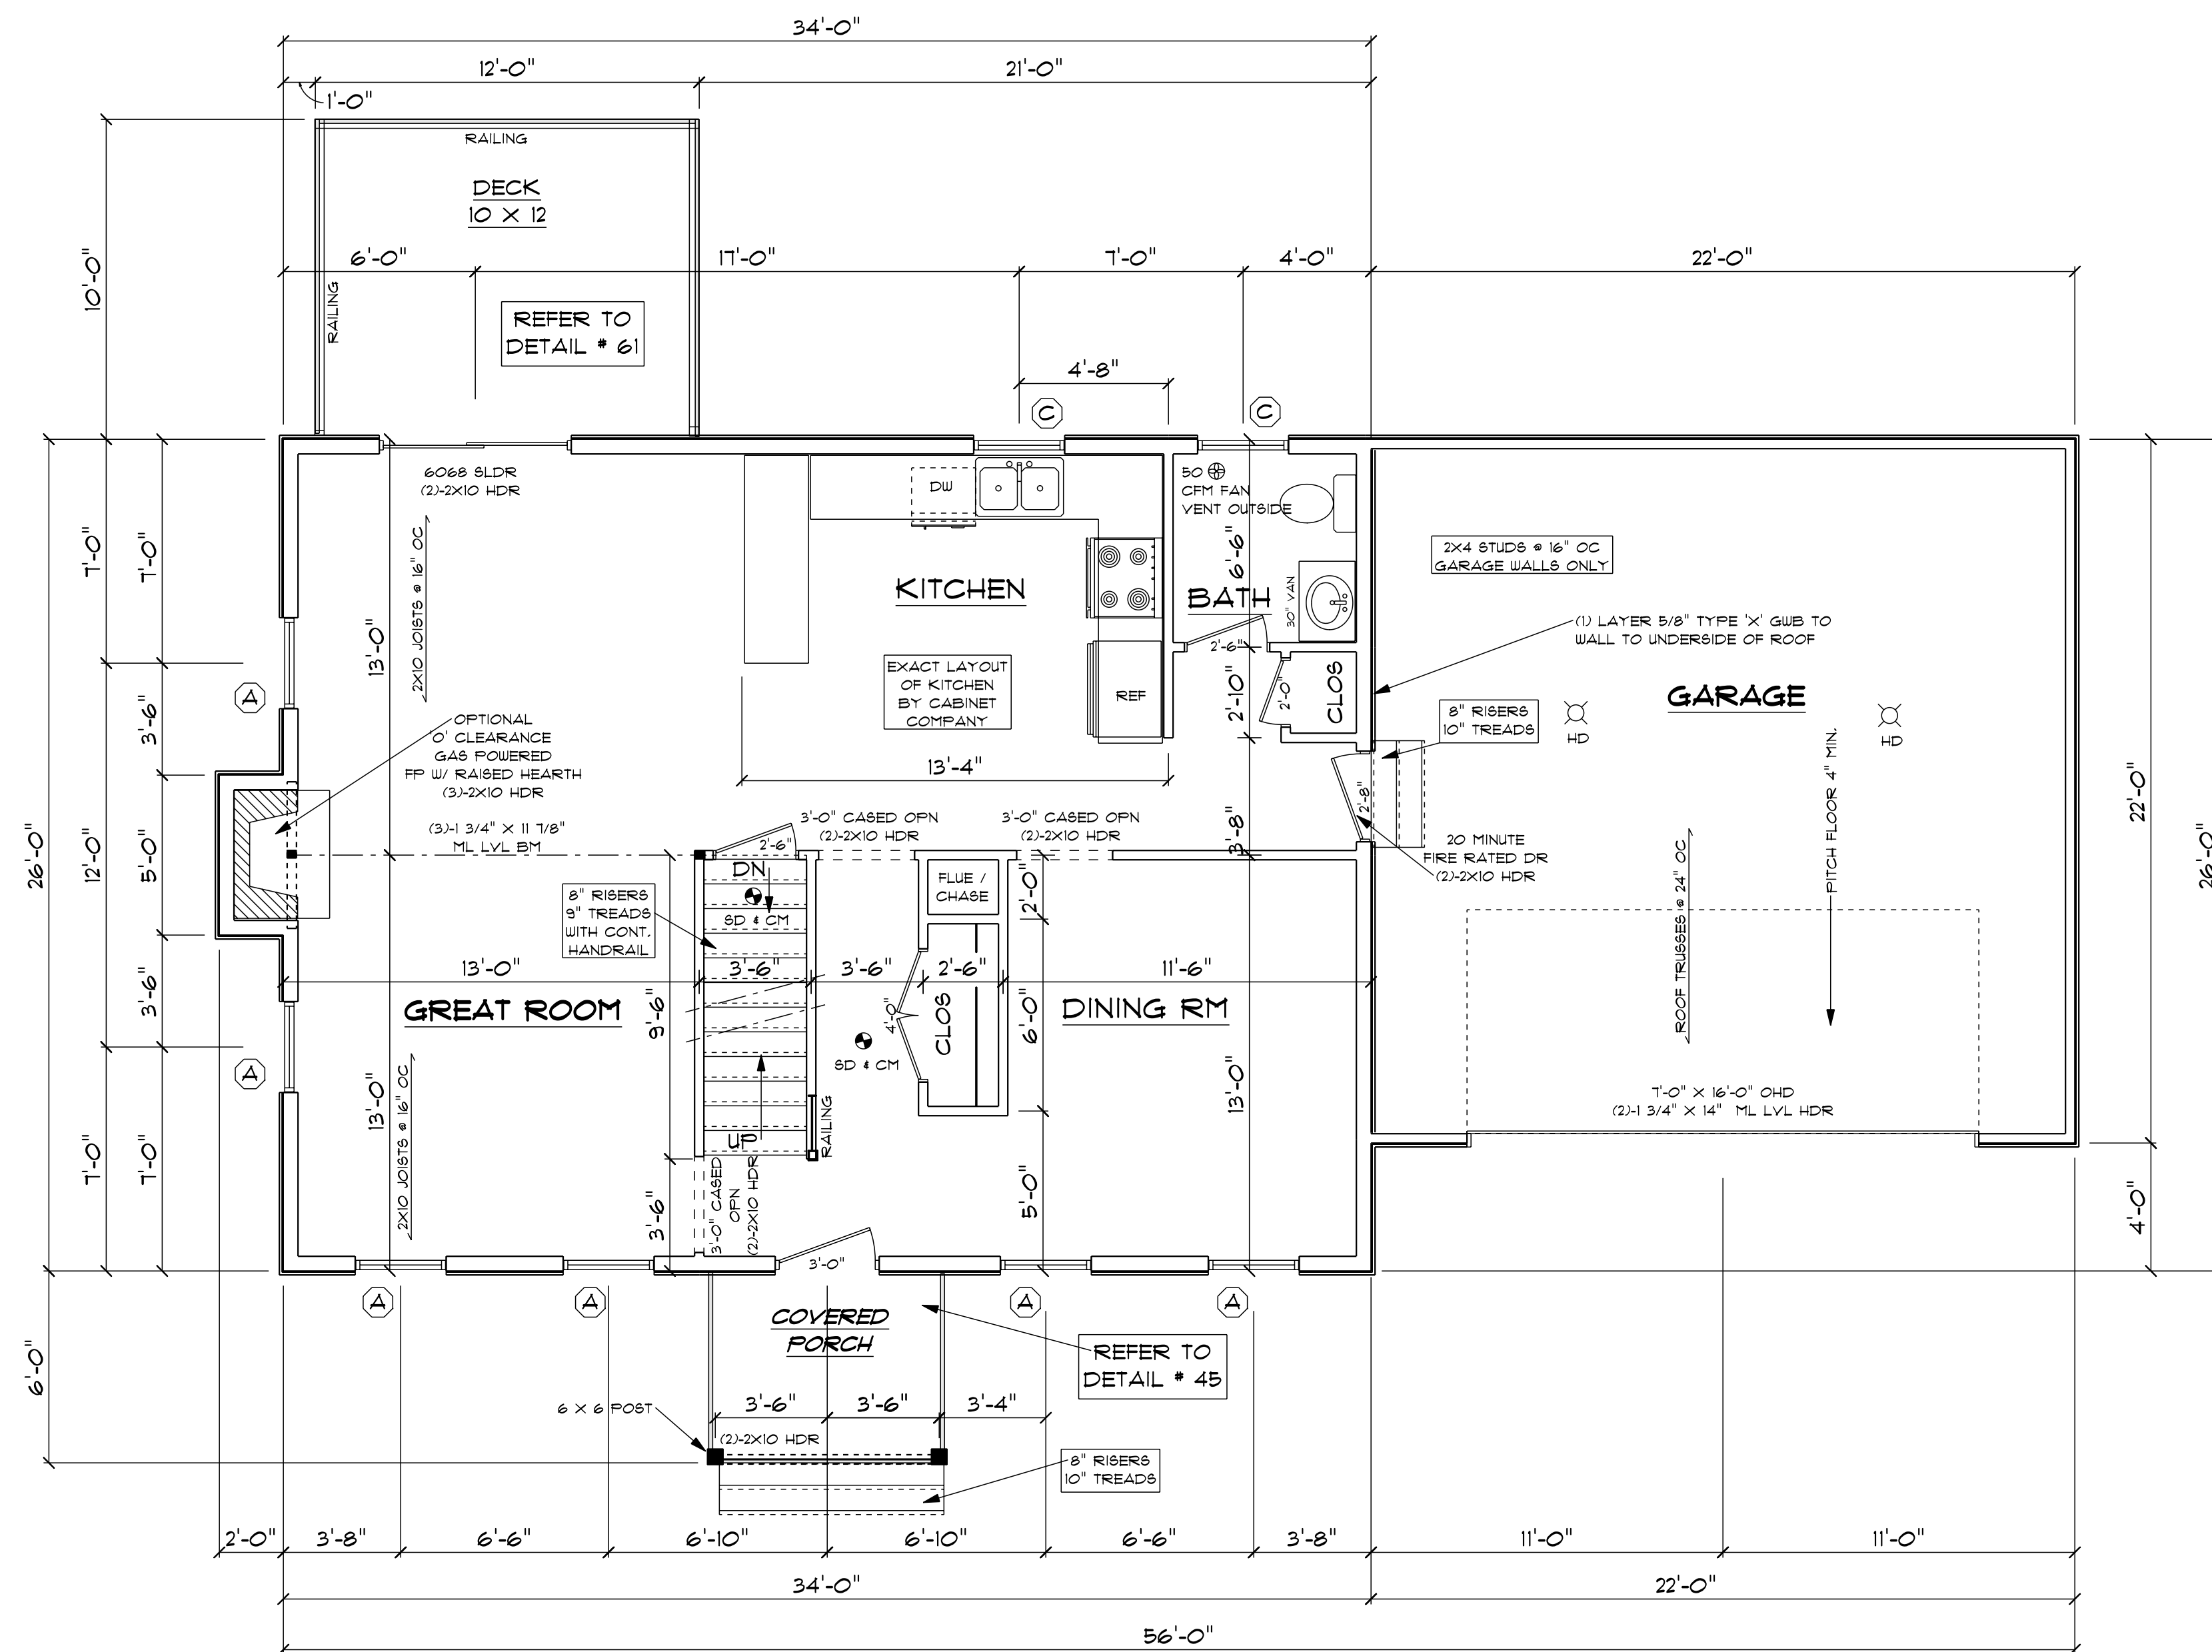 34'-0"
12'-0"
21'-0"
1'-0"
RAILING
DECK
10 X 12
10'-0"
RAILING
6'-0"
17'-0"
7'-0"
4'-0"
22'-0"
REFER TO
DETAIL # 61
4'-8"
C
C
6068 SLDR
(2)-2X10 HDR
DW
50
CFM FAN
VENT OUTSIDE
7'-0"
7'-0"
13'-0"
2X10 JOISTS @ 16" OC
6'-6"
2X4 STUDS @ 16" OC
GARAGE WALLS ONLY
KITCHEN
BATH
30" VAN
(1) LAYER 5/8" TYPE 'X' GWB TO
WALL TO UNDERSIDE OF ROOF
2'-6"
EXACT LAYOUT
OF KITCHEN
BY CABINET
COMPANY
REF
2'-10"
2'-0"
CLOS
GARAGE
A
3'-6"
8" RISERS
10" TREADS
HD
HD
OPTIONAL
'0' CLEARANCE
GAS POWERED
FP W/ RAISED HEARTH
(3)-2X10 HDR
13'-4"
2'-8"
PITCH FLOOR 4" MIN.
22'-0"
26'-0"
26'-0"
12'-0"
5'-0"
(3)-1 3/4" X 11 7/8"
ML LVL BM
3'-0" CASED OPN
(2)-2X10 HDR
3'-0" CASED OPN
(2)-2X10 HDR
3'-8"
20 MINUTE
FIRE RATED DR
(2)-2X10 HDR
2'-6"
DN
SD & CM
FLUE /
CHASE
2'-0"
8" RISERS
9" TREADS
WITH CONT.
HANDRAIL
ROOF TRUSSES @ 24" OC
13'-0"
3'-6"
3'-6"
2'-6"
11'-6"
3'-6"
GREAT ROOM
9'-6"
4'-0"
CLOS
6'-0"
DINING RM
SD & CM
A
13'-0"
2X10 JOISTS @ 16" OC
13'-0"
7'-0" X 16'-0" OHD
(2)-1 3/4" X 14" ML LVL HDR
UP
RAILING
7'-0"
7'-0"
3'-6"
3'-0" CASED
OPN
(2)-2X10 HDR
5'-0"
4'-0"
3'-0"
A
A
A
A
COVERED
PORCH
REFER TO
DETAIL # 45
6'-0"
6 X 6 POST
3'-6"
3'-6"
3'-4"
(2)-2X10 HDR
8" RISERS
10" TREADS
2'-0"
3'-8"
6'-6"
6'-10"
6'-10"
6'-6"
3'-8"
11'-0"
11'-0"
34'-0"
22'-0"
56'-0"